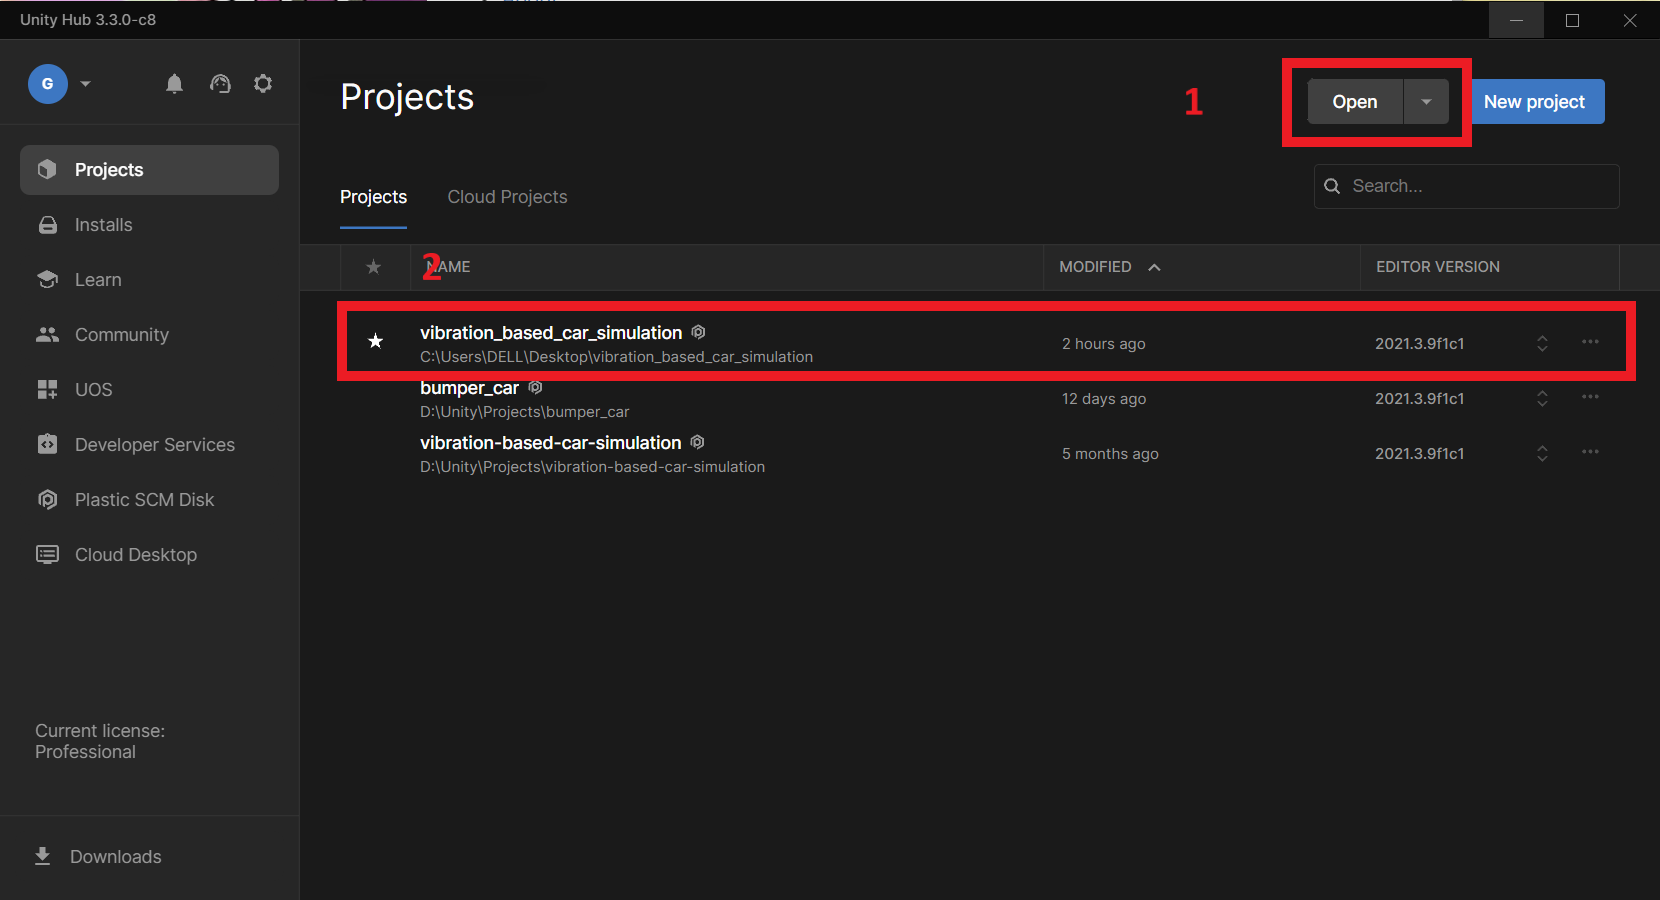 Unity Hub 3.3.0-c8
G
Projects
Installs
Learn
Community
UOS
Developer Services
Plastic SCM Disk
Cloud Desktop
Current license:
Professional
Downloads
Projects
1
Open
New project
Projects Cloud Projects
Search...
2
NAME MODIFIED EDITOR VERSION
vibration_based_car_simulation
C:\Users\DELL\Desktop\vibration_based_car_simulation
2 hours ago
2021.3.9f1c1
bumper_car
D:\Unity\Projects\bumper_car
12 days ago
2021.3.9f1c1
vibration-based-car-simulation
D:\Unity\Projects\vibration-based-car-simulation
5 months ago
2021.3.9f1c1